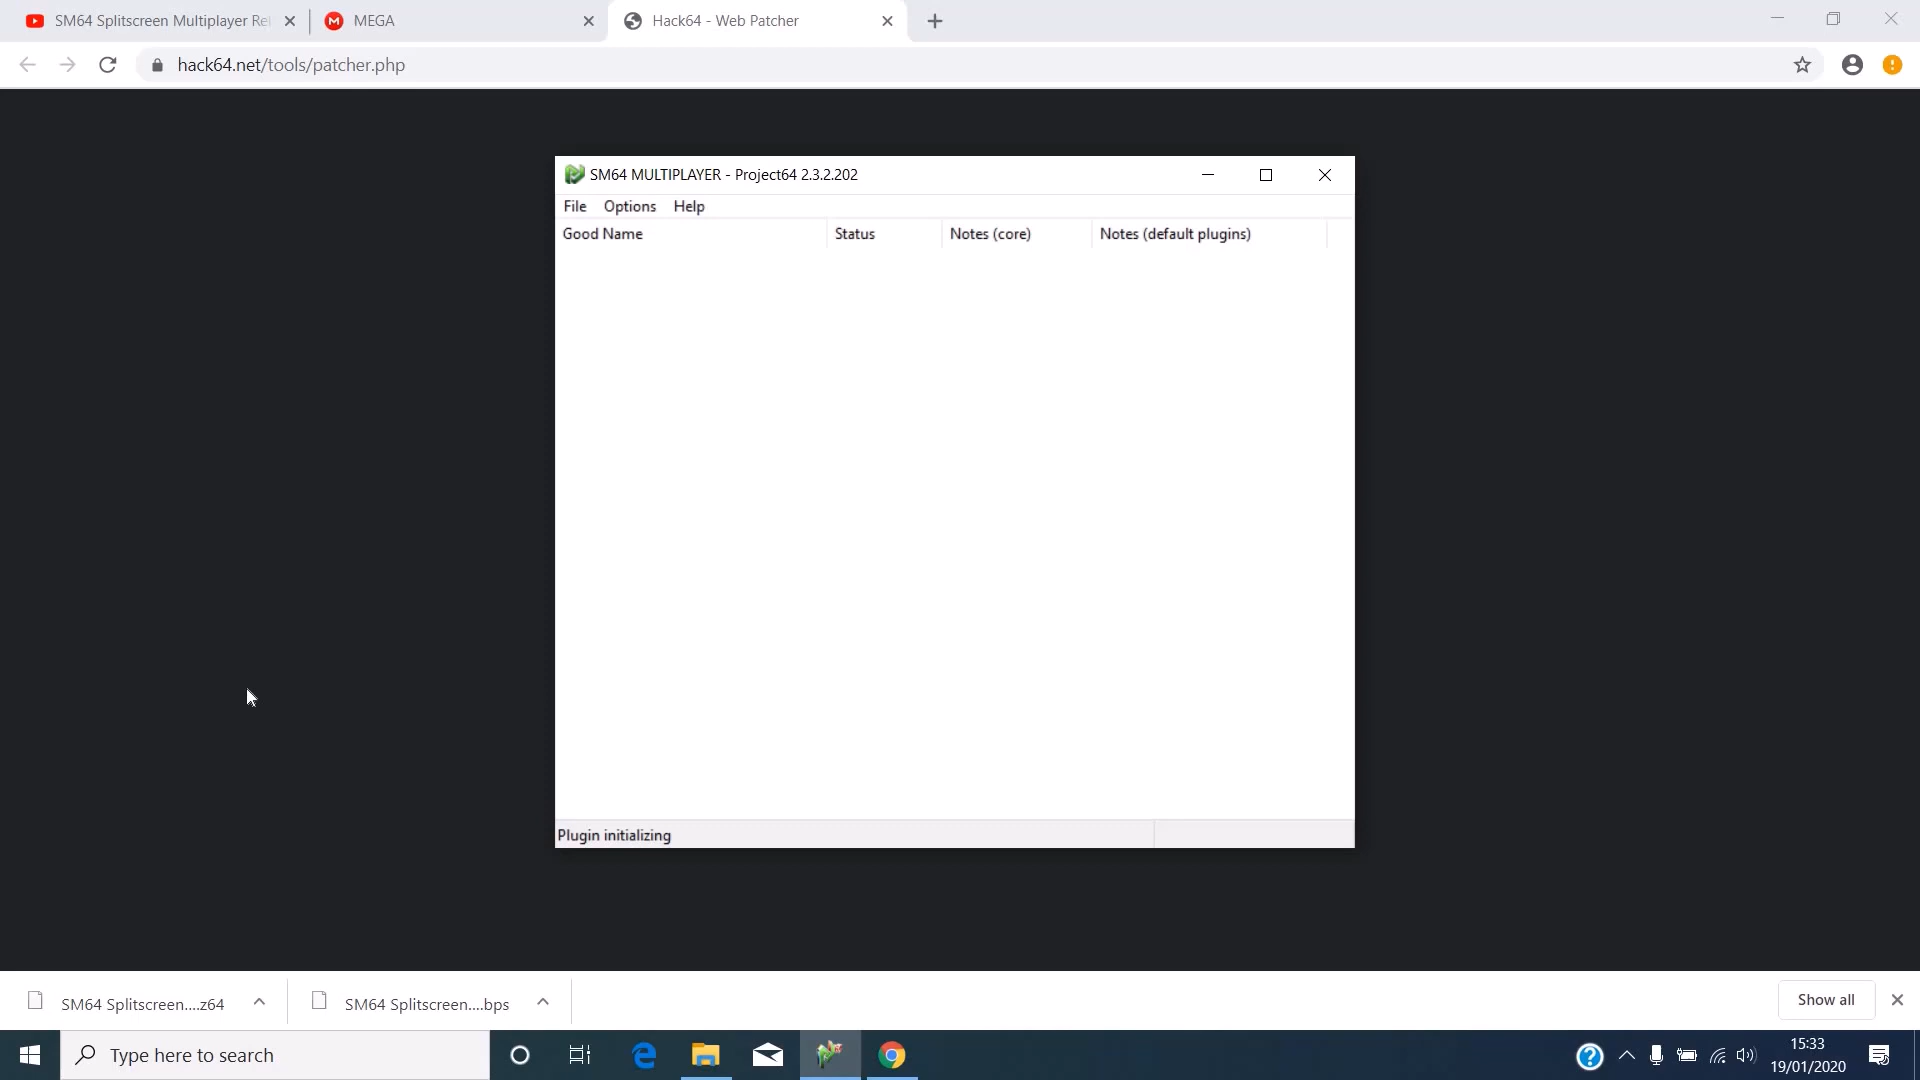 SM64 Splitscreen Multiplayer Re
MEGA
Hack64 - Web Patcher
hack64.net/tools/patcher.php
SM64 MULTIPLAYER - Project64 2.3.2.202
File Options Help
Good Name Status Notes (core) Notes (default plugins)
Plugin initializing
SM64 Splitscreen....z64
SM64 Splitscreen....bps
Show all
Type here to search
15:33
19/01/2020